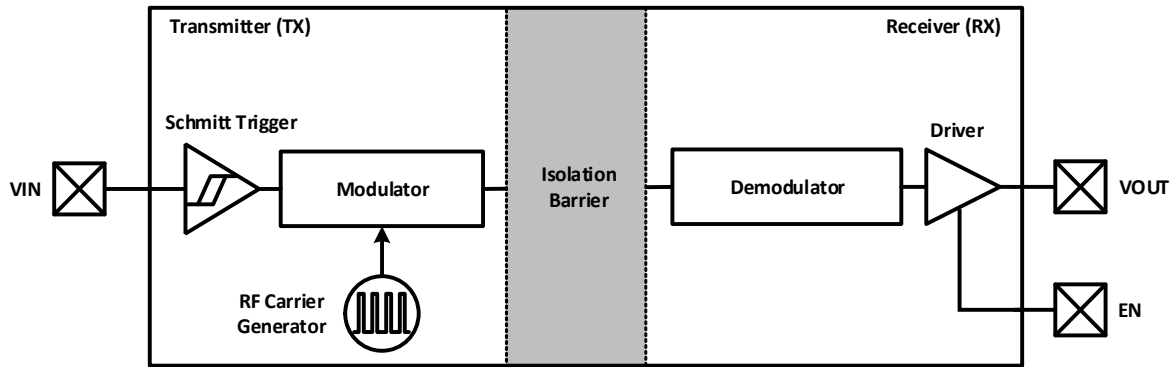 Transmitter (TX)
Receiver (RX)
Schmitt Trigger
Driver
VIN
Modulator
Isolation
Barrier
Demodulator
VOUT
RF Carrier
Generator
EN